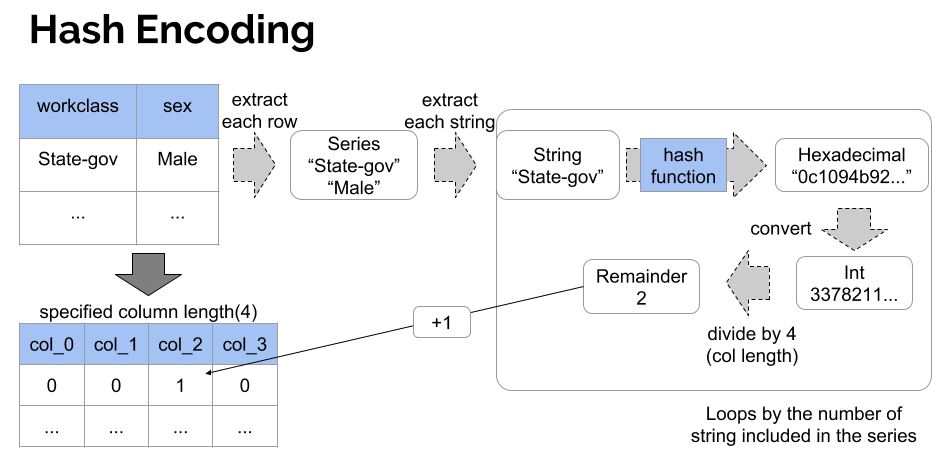 Hash Encoding
workclass sex
State-gov Male
... ...
extract
each row
Series
“State-gov”
“Male”
extract
each string
String
“State-gov”
hash
function
Hexadecimal
“0c1094b92...”
convert
Int
3378211...
divide by 4
(col length)
Remainder
2
+1
specified column length(4)
col_0 col_1 col_2 col_3
0 0 1 0
... ... ... ...
Loops by the number of
string included in the series